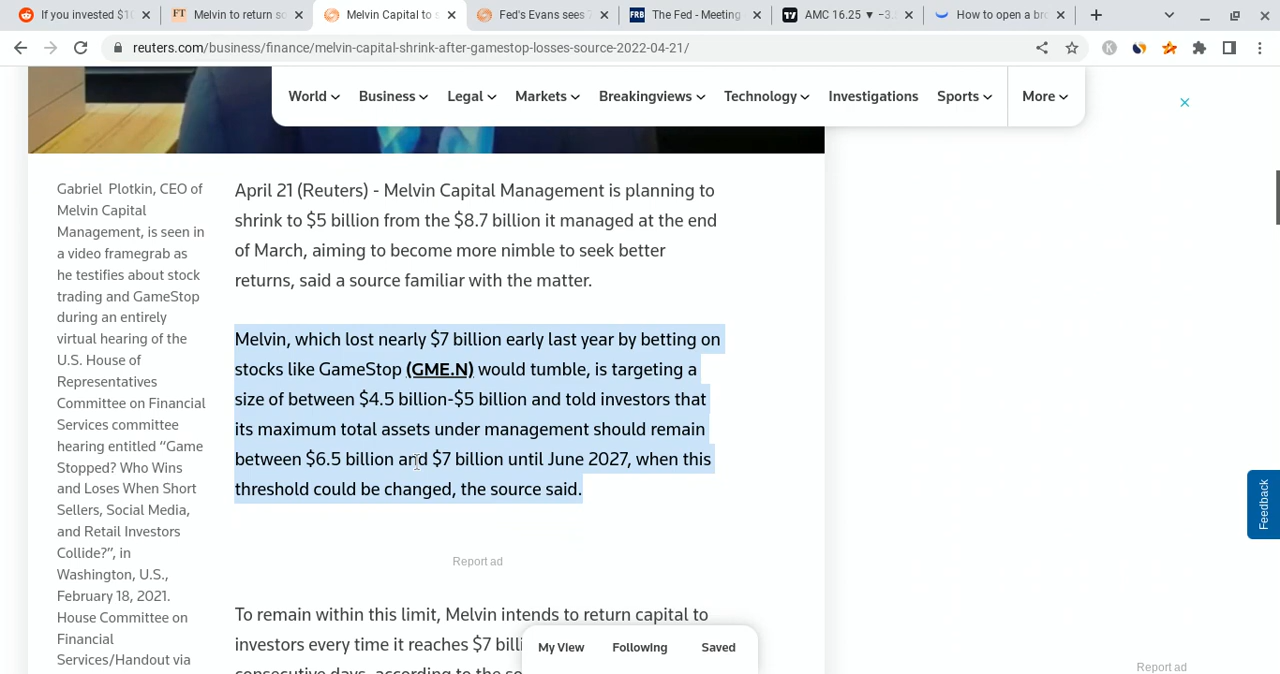 If you invested $1
Melvin to return so
Melvin Capital to s
Fed's Evans sees 7
The Fed - Meeting
AMC 16.25 ▼ −3.
How to open a bro
reuters.com/business/finance/melvin-capital-shrink-after-gamestop-losses-source-2022-04-21/
World
Business
Legal
Markets
Breakingviews
Technology
Investigations
Sports
More
Gabriel Plotkin, CEO of
Melvin Capital
Management, is seen in
a video framegrab as
he testifies about stock
trading and GameStop
during an entirely
virtual hearing of the
U.S. House of
Representatives
Committee on Financial
Services committee
hearing entitled “Game
Stopped? Who Wins
and Loses When Short
Sellers, Social Media,
and Retail Investors
Collide?”, in
Washington, U.S.,
February 18, 2021.
House Committee on
Financial
Services/Handout via
April 21 (Reuters) - Melvin Capital Management is planning to
shrink to $5 billion from the $8.7 billion it managed at the end
of March, aiming to become more nimble to seek better
returns, said a source familiar with the matter.
Melvin, which lost nearly $7 billion early last year by betting on
stocks like GameStop (GME.N) would tumble, is targeting a
size of between $4.5 billion-$5 billion and told investors that
its maximum total assets under management should remain
between $6.5 billion and $7 billion until June 2027, when this
threshold could be changed, the source said.
Report ad
To remain within this limit, Melvin intends to return capital to
investors every time it reaches $7 billi
My View
Following
Saved
Feedback
Report ad